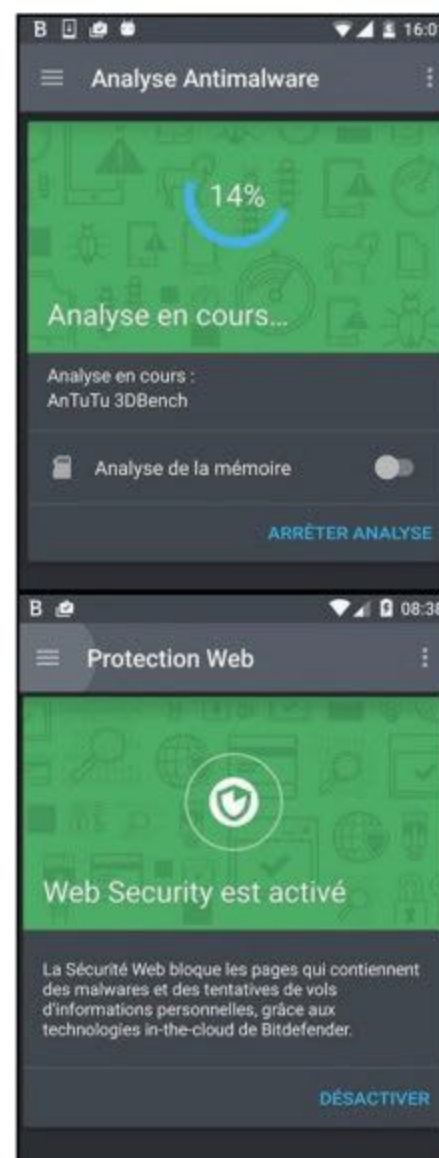 B 16:0
Analyse Antimalware
14%
Analyse en cours...
Analyse en cours :
AnTuTu 3DBench
Analyse de la mémoire
ARRÊTER ANALYSE
B 08:38
Protection Web
Web Security est activé
La Sécurité Web bloque les pages qui contiennent
des malwares et des tentatives de vols
d'informations personnelles, grâce aux
technologies in-the-cloud de Bitdefender.
DÉSACTIVER